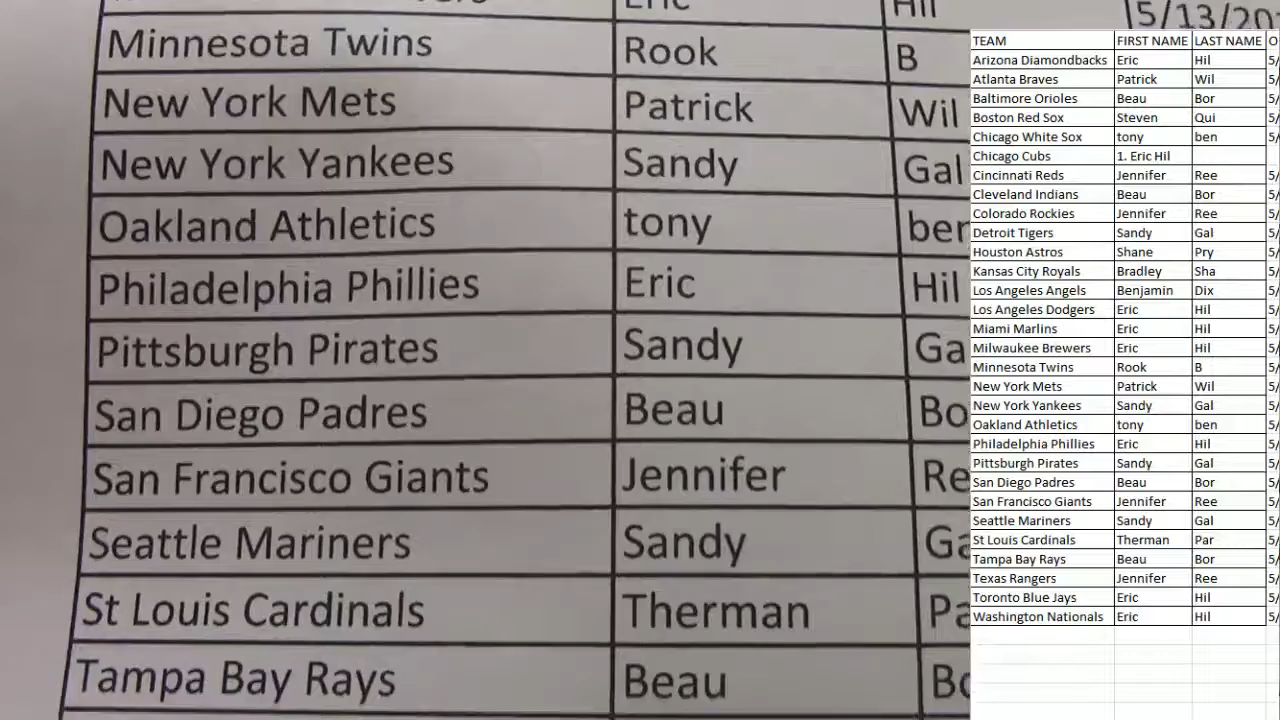 Eric Hil 5/13/20
Minnesota Twins Rook B
New York Mets Patrick Wil
New York Yankees Sandy Gal
Oakland Athletics tony ben
Philadelphia Phillies Eric Hil
Pittsburgh Pirates Sandy Ga
San Diego Padres Beau Bo
San Francisco Giants Jennifer Re
Seattle Mariners Sandy Ga
St Louis Cardinals Therman Pa
Tampa Bay Rays Beau Bo
TEAM FIRST NAME LAST NAME O
Arizona Diamondbacks Eric Hil 5/
Atlanta Braves Patrick Wil 5/
Baltimore Orioles Beau Bor 5/
Boston Red Sox Steven Qui 5/
Chicago White Sox tony ben 5/
Chicago Cubs 1. Eric Hil
Cincinnati Reds Jennifer Ree 5/
Cleveland Indians Beau Bor 5/
Colorado Rockies Jennifer Ree 5/
Detroit Tigers Sandy Gal 5/
Houston Astros Shane Pry 5/
Kansas City Royals Bradley Sha 5/
Los Angeles Angels Benjamin Dix 5/
Los Angeles Dodgers Eric Hil 5/
Miami Marlins Eric Hil 5/
Milwaukee Brewers Eric Hil 5/
Minnesota Twins Rook B 5/
New York Mets Patrick Wil 5/
New York Yankees Sandy Gal 5/
Oakland Athletics tony ben 5/
Philadelphia Phillies Eric Hil 5/
Pittsburgh Pirates Sandy Gal 5/
San Diego Padres Beau Bor 5/
San Francisco Giants Jennifer Ree 5/
Seattle Mariners Sandy Gal 5/
St Louis Cardinals Therman Par 5/
Tampa Bay Rays Beau Bor 5/
Texas Rangers Jennifer Ree 5/
Toronto Blue Jays Eric Hil 5/
Washington Nationals Eric Hil 5/